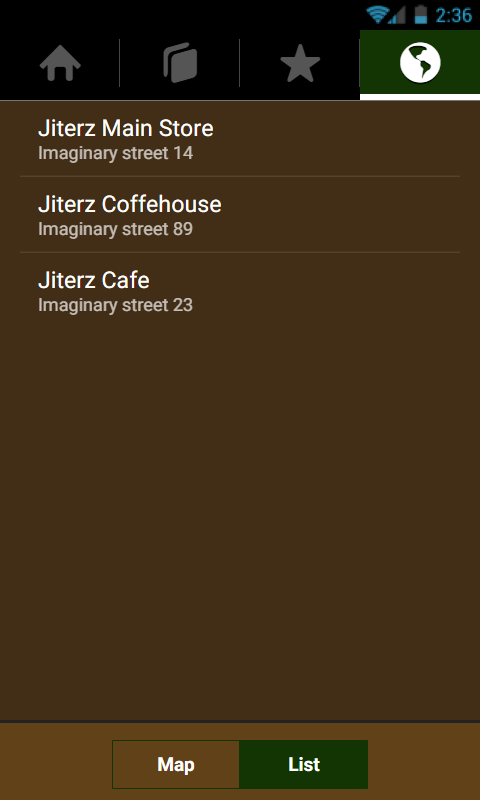 2:36
Jiterz Main Store
Imaginary street 14
Jiterz Coffehouse
Imaginary street 89
Jiterz Cafe
Imaginary street 23
Map List